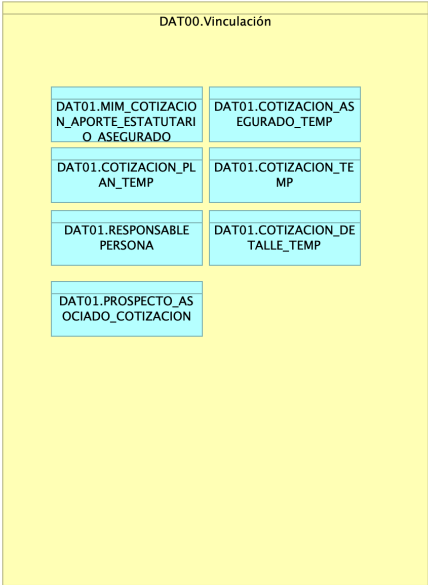 DAT00.Vinculación
DAT01.MIM_COTIZACIO
N_APORTE_ESTATUTARI
O_ASEGURADO
DAT01.COTIZACION_AS
EGURADO_TEMP
DAT01.COTIZACION_PL
AN_TEMP
DAT01.COTIZACION_TE
MP
DAT01.RESPONSABLE
PERSONA
DAT01.COTIZACION_DE
TALLE_TEMP
DAT01.PROSPECTO_AS
OCIADO_COTIZACION